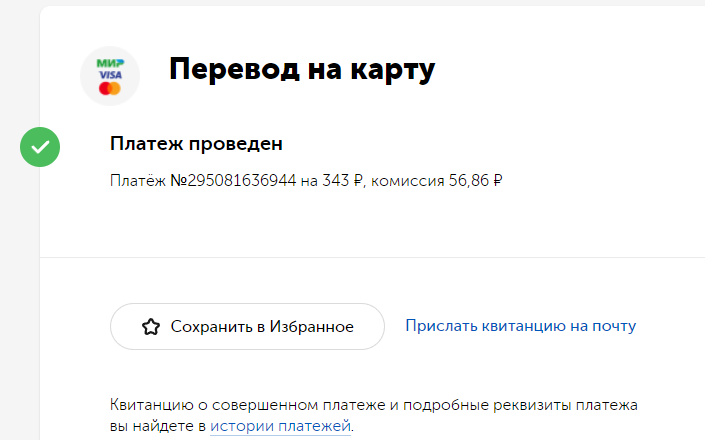 МИР
VISA
Перевод на карту
Платеж проведен
Платёж №295081636944 на 343 ₽, комиссия 56,86 ₽
Сохранить в Избранное
Прислать квитанцию на почту
Квитанцию о совершенном платеже и подробные реквизиты платежа
вы найдете в истории платежей.